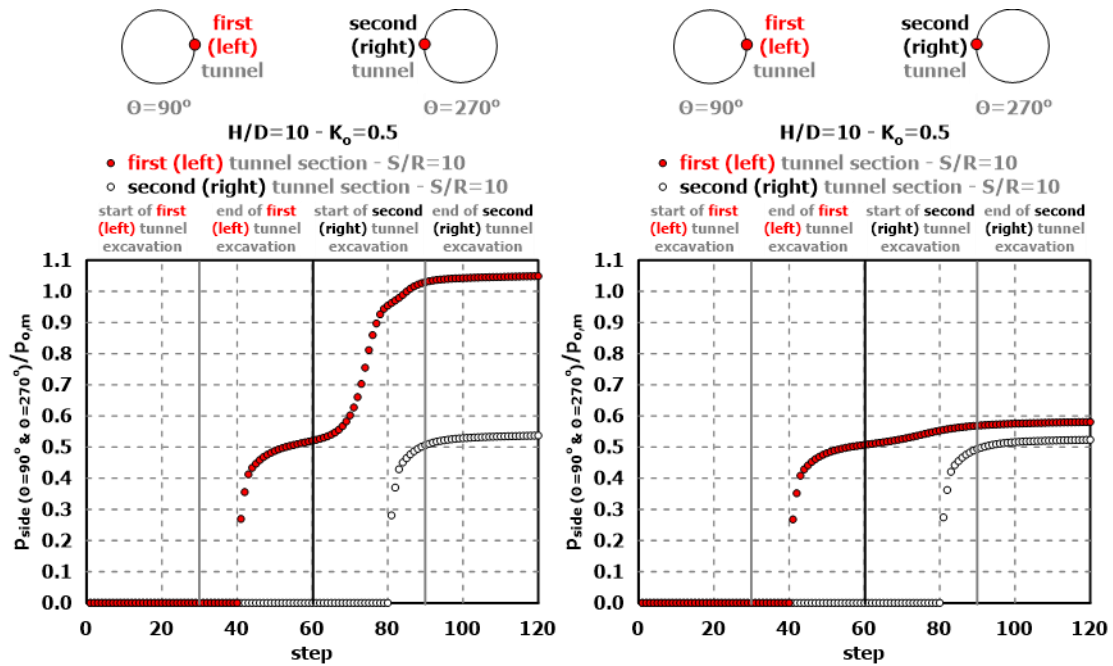 first
(left)
tunnel
second
(right)
tunnel
Θ=90°
Θ=270°
H/D=10 - Kₒ=0.5
first (left) tunnel section - S/R=10
second (right) tunnel section - S/R=10
start of first
(left) tunnel
excavation
end of first
(left) tunnel
excavation
start of second
(right) tunnel
excavation
end of second
(right) tunnel
excavation
1.1
1.0
0.9
0.8
0.7
0.6
0.5
0.4
0.3
0.2
0.1
0.0
p side (Θ=90° & Θ=270°)/p o,m
0 20 40 60 80 100 120
step
first
(left)
tunnel
second
(right)
tunnel
Θ=90°
Θ=270°
H/D=10 - Kₒ=0.5
first (left) tunnel section - S/R=10
second (right) tunnel section - S/R=10
start of first
(left) tunnel
excavation
end of first
(left) tunnel
excavation
start of second
(right) tunnel
excavation
end of second
(right) tunnel
excavation
1.1
1.0
0.9
0.8
0.7
0.6
0.5
0.4
0.3
0.2
0.1
0.0
p side (Θ=90° & Θ=270°)/p o,m
0 20 40 60 80 100 120
step